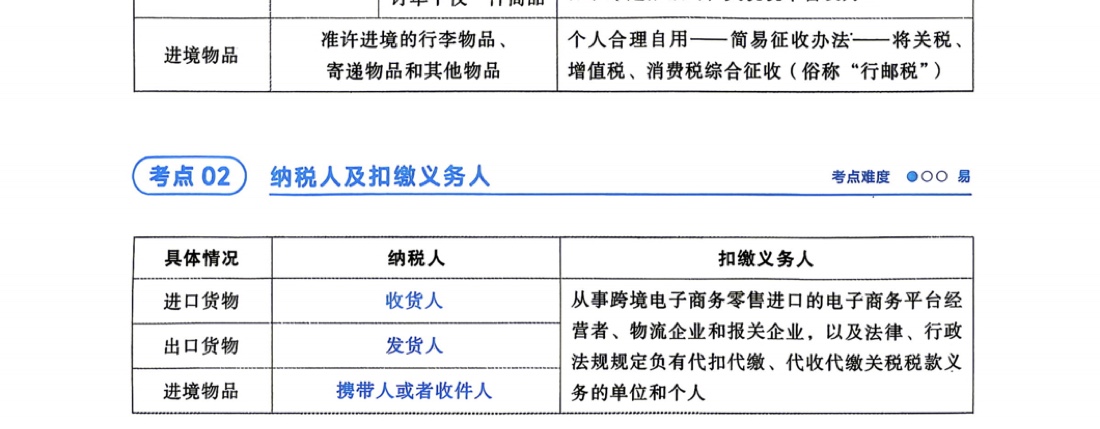 进境物品
准许进境的行李物品、
寄递物品和其他物品
个人合理自用——简易征收办法——将关税、
增值税、消费税综合征收（俗称“行邮税”）
考点 02 纳税人及扣缴义务人 考点难度 易
具体情况 纳税人 扣缴义务人
进口货物 收货人
出口货物 发货人
进境物品 携带人或者收件人
从事跨境电子商务零售进口的电子商务平台经
营者、物流企业和报关企业，以及法律、行政
法规规定负有代扣代缴、代收代缴关税税款义
务的单位和个人